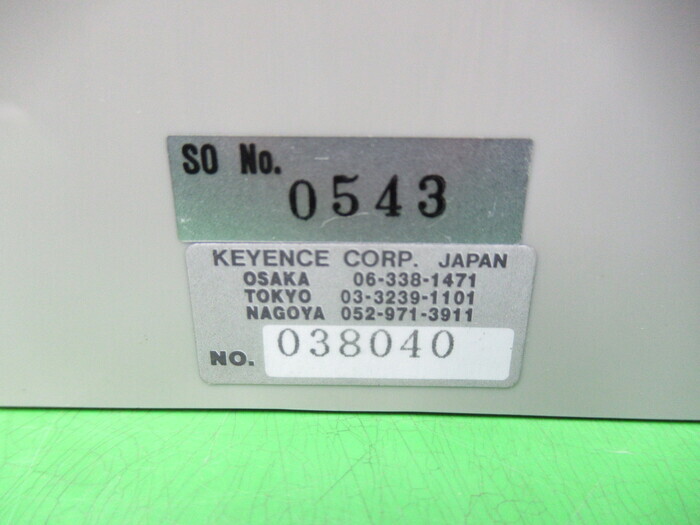 SO No. 0543
KEYENCE CORP. JAPAN
OSAKA 06-338-1471
TOKYO 03-3239-1101
NAGOYA 052-971-3911
NO. 038040